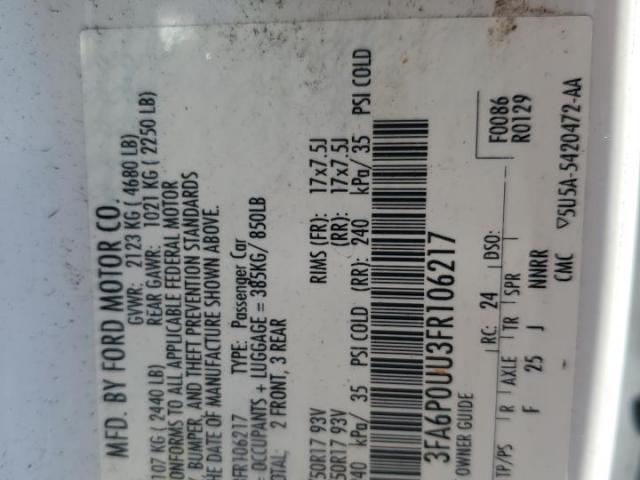 MFD. BY FORD MOTOR CO.
GVWR: 2123 KG ( 4680 LB)
107 KG ( 2440 LB) REAR GAWR: 1021 KG ( 2250 LB)
ONFORMS TO ALL APPLICABLE FEDERAL MOTOR
Y, BUMPER, AND THEFT PREVENTION STANDARDS
THE DATE OF MANUFACTURE SHOWN ABOVE.
FR106217 TYPE: Passenger Car
= OCCUPANTS + LUGGAGE = 385KG/ 850LB
OTAL: 2 FRONT, 3 REAR
50R17 93V RIMS (FR): 17x7.5J
50R17 93V (RR): 17x7.5J
40 kPa/ 35 PSI COLD (RR): 240 kPa/ 35 PSI COLD
3FA6P0UU3FR106217
OWNER GUIDE
F0086
R0129
RC: 24 DSO:
TP/PS R AXLE TR SPR
F 25 J NNRR
CMC ▽5U5A-5420472-AA